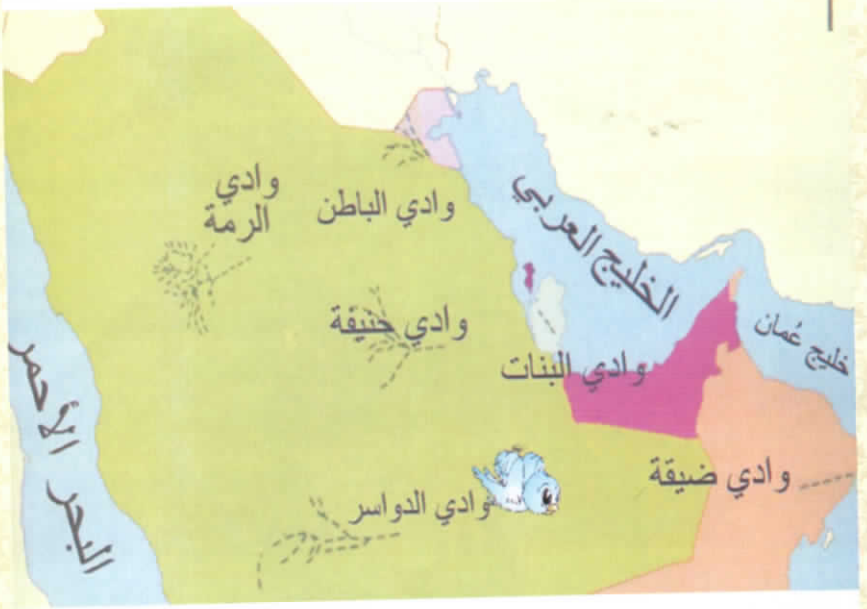 وادي
الرمة
وادي الباطن
الخليج العربي
وادي حنيفة
خليج عُمان
وادي البنات
البحر الأحمر
وادي ضيقة
وادي الدواسر